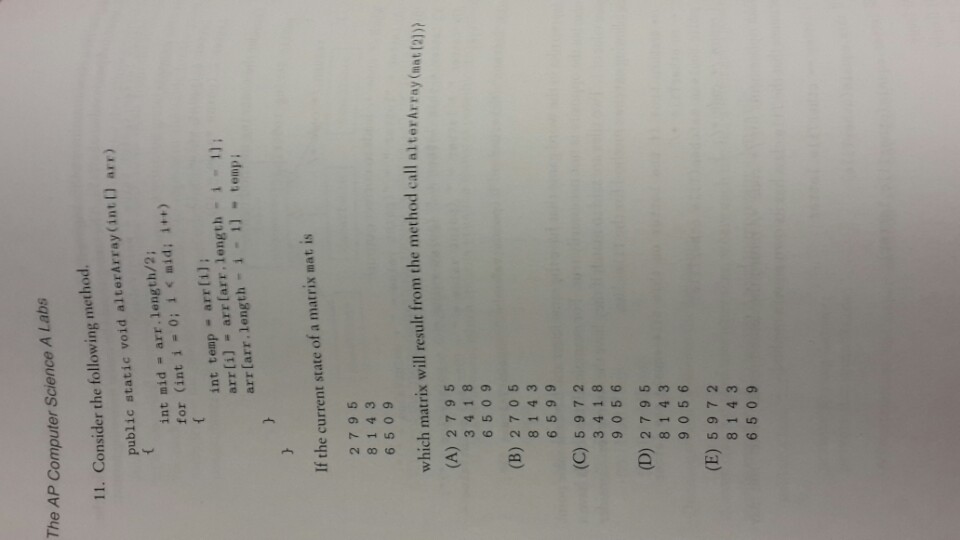 The AP Computer Science A Labs
11. Consider the following method.
public static void alterArray(int[] arr)
{
int mid = arr.length/2;
for (int i = 0; i < mid; i++)
{
int temp = arr[i];
arr[i] = arr[arr.length - i - 1];
arr[arr.length - i - 1] = temp;
}
}
If the current state of a matrix mat is
2 7 9 5
8 1 4 3
6 5 0 9
which matrix will result from the method call alterArray(mat[2])?
(A) 2 7 9 5
3 4 1 8
6 5 0 9
(B) 2 7 0 5
8 1 4 3
6 5 9 9
(C) 5 9 7 2
3 4 1 8
9 0 5 6
(D) 2 7 9 5
8 1 4 3
9 0 5 6
(E) 5 9 7 2
8 1 4 3
6 5 0 9